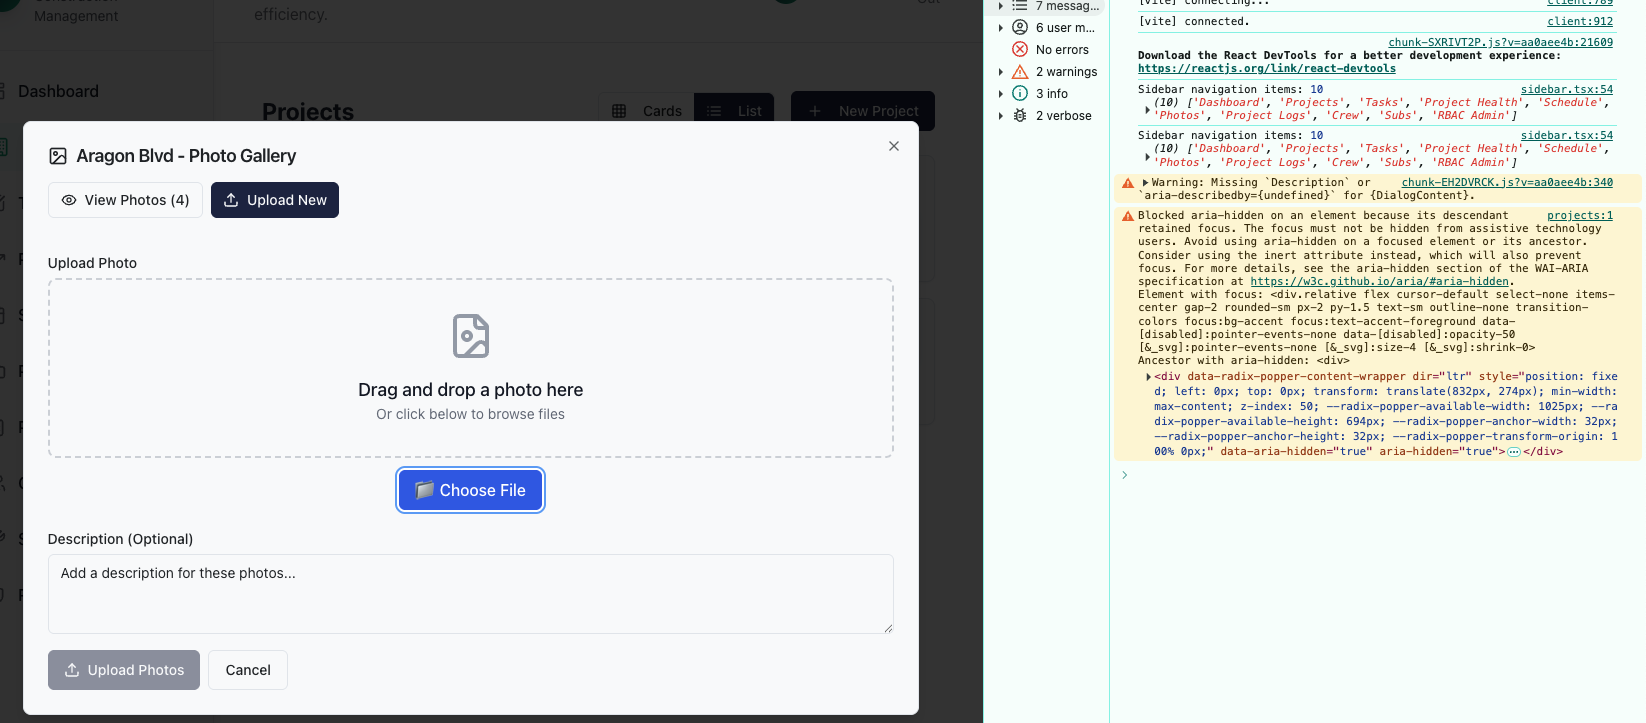 Construction
Management
efficiency.
Out
Dashboard
Projects
Cards
List
New Project
Aragon Blvd - Photo Gallery
View Photos (4)
Upload New
Upload Photo
Drag and drop a photo here
Or click below to browse files
Choose File
Description (Optional)
Add a description for these photos...
Upload Photos
Cancel
7 messag...
6 user m...
No errors
2 warnings
3 info
2 verbose
[vite] connecting... client:789
[vite] connected. client:912
chunk-SXRIVT2P.js?v=aa0aee4b:21609
Download the React DevTools for a better development experience:
https://reactjs.org/link/react-devtools
Sidebar navigation items: 10 sidebar.tsx:54
(10) ['Dashboard', 'Projects', 'Tasks', 'Project Health', 'Schedule',
'Photos', 'Project Logs', 'Crew', 'Subs', 'RBAC Admin']
Sidebar navigation items: 10 sidebar.tsx:54
(10) ['Dashboard', 'Projects', 'Tasks', 'Project Health', 'Schedule',
'Photos', 'Project Logs', 'Crew', 'Subs', 'RBAC Admin']
Warning: Missing `Description` or chunk-EH2DVRCK.js?v=aa0aee4b:340
`aria-describedby={undefined}` for {DialogContent}.
Blocked aria-hidden on an element because its descendant projects:1
retained focus. The focus must not be hidden from assistive technology
users. Avoid using aria-hidden on a focused element or its ancestor.
Consider using the inert attribute instead, which will also prevent
focus. For more details, see the aria-hidden section of the WAI-ARIA
specification at https://w3c.github.io/aria/#aria-hidden.
Element with focus: <div.relative flex cursor-default select-none items-
center gap-2 rounded-sm px-2 py-1.5 text-sm outline-none transition-
colors focus:bg-accent focus:text-accent-foreground data-
[disabled]:pointer-events-none data-[disabled]:opacity-50
[&_svg]:pointer-events-none [&_svg]:size-4 [&_svg]:shrink-0>
Ancestor with aria-hidden: <div>
<div data-radix-popper-content-wrapper dir="ltr" style="position: fixe
d; left: 0px; top: 0px; transform: translate(832px, 274px); min-width:
max-content; z-index: 50; --radix-popper-available-width: 1025px; --ra
dix-popper-available-height: 694px; --radix-popper-anchor-width: 32px;
--radix-popper-anchor-height: 32px; --radix-popper-transform-origin: 1
00% 0px;" data-aria-hidden="true" aria-hidden="true">…</div>